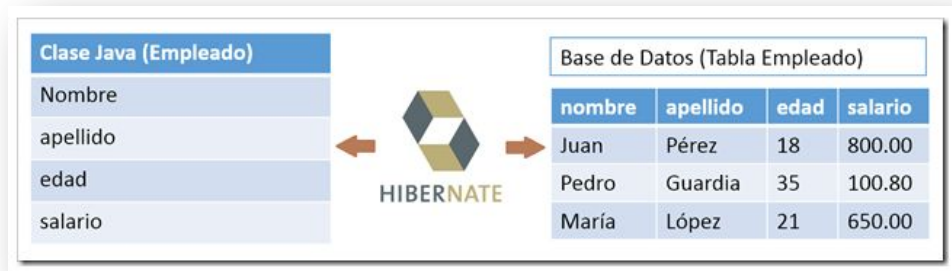 Clase Java (Empleado)
Nombre
apellido
edad
salario
HIBERNATE
Base de Datos (Tabla Empleado)
nombre apellido edad salario
Juan Pérez 18 800.00
Pedro Guardia 35 100.80
María López 21 650.00